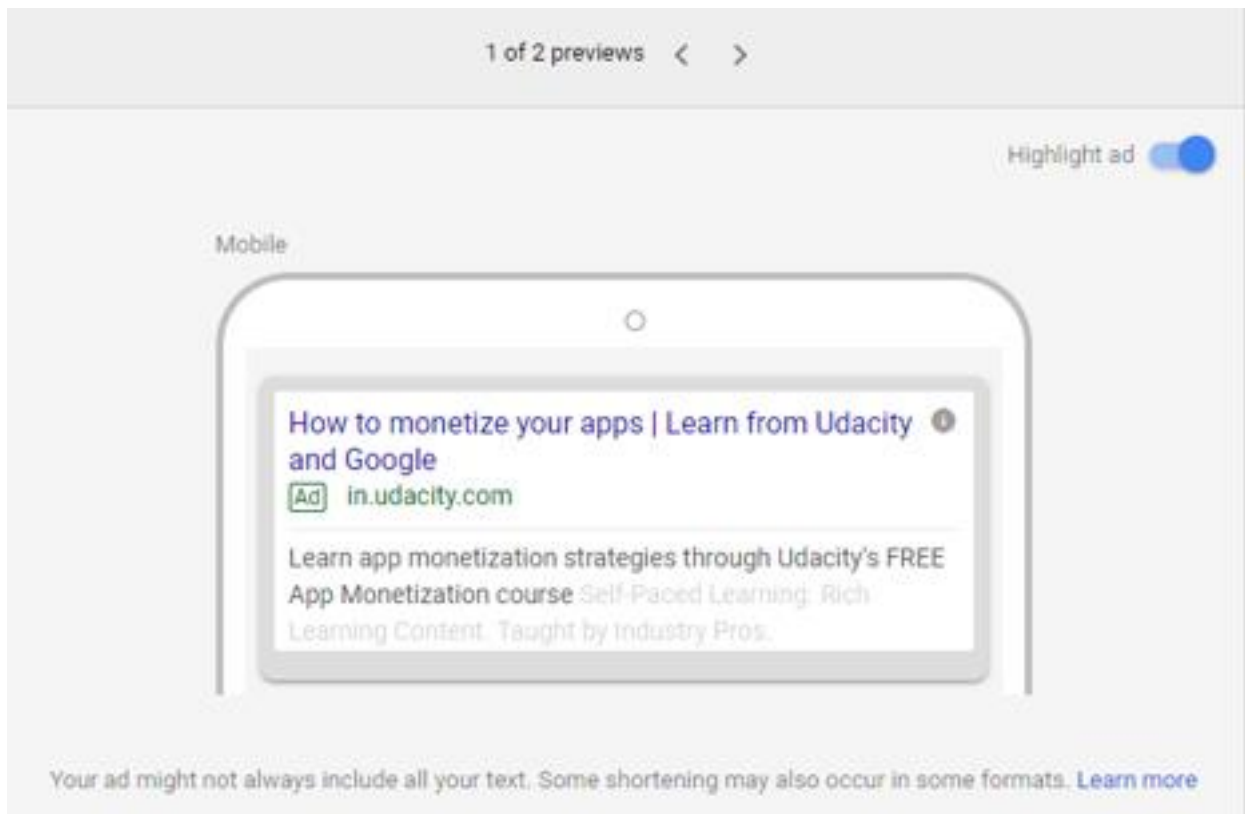 1 of 2 previews
Highlight ad
Mobile
How to monetize your apps | Learn from Udacity
and Google
Ad in.udacity.com
Learn app monetization strategies through Udacity's FREE
App Monetization course Self-Paced Learning. Rich
Learning Content. Taught by Industry Pros.
Your ad might not always include all your text. Some shortening may also occur in some formats. Learn more